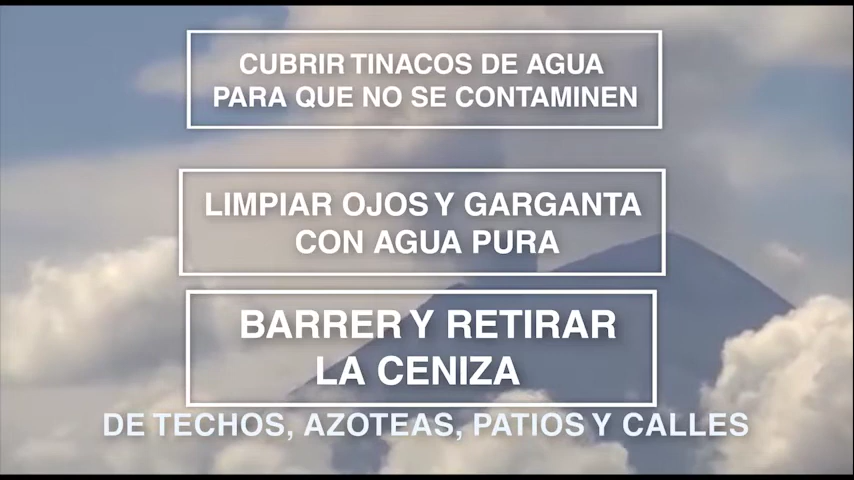 CUBRIR TINACOS DE AGUA
PARA QUE NO SE CONTAMINEN
LIMPIAR OJOS Y GARGANTA
CON AGUA PURA
BARRER Y RETIRAR
LA CENIZA
DE TECHOS, AZOTEAS, PATIOS Y CALLES